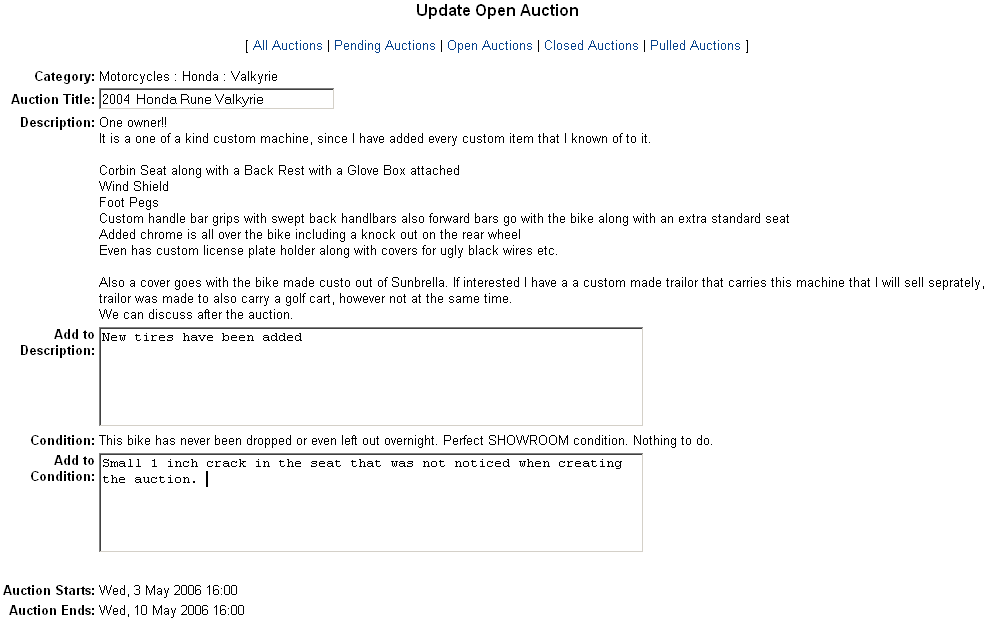 Update Open Auction
[ All Auctions | Pending Auctions | Open Auctions | Closed Auctions | Pulled Auctions ]
Category: Motorcycles : Honda : Valkyrie
Auction Title: 2004 Honda Rune Valkyrie
Description: One owner!!
It is a one of a kind custom machine, since I have added every custom item that I known of to it.
Corbin Seat along with a Back Rest with a Glove Box attached
Wind Shield
Foot Pegs
Custom handle bar grips with swept back handlbars also forward bars go with the bike along with an extra standard seat
Added chrome is all over the bike including a knock out on the rear wheel
Even has custom license plate holder along with covers for ugly black wires etc.
Also a cover goes with the bike made custo out of Sunbrella. If interested I have a a custom made trailor that carries this machine that I will sell seprately,
trailor was made to also carry a golf cart, however not at the same time.
We can discuss after the auction.
Add to New tires have been added
Description:
Condition: This bike has never been dropped or even left out overnight. Perfect SHOWROOM condition. Nothing to do.
Add to Small 1 inch crack in the seat that was not noticed when creating
Condition: the auction.
Auction Starts: Wed, 3 May 2006 16:00
Auction Ends: Wed, 10 May 2006 16:00